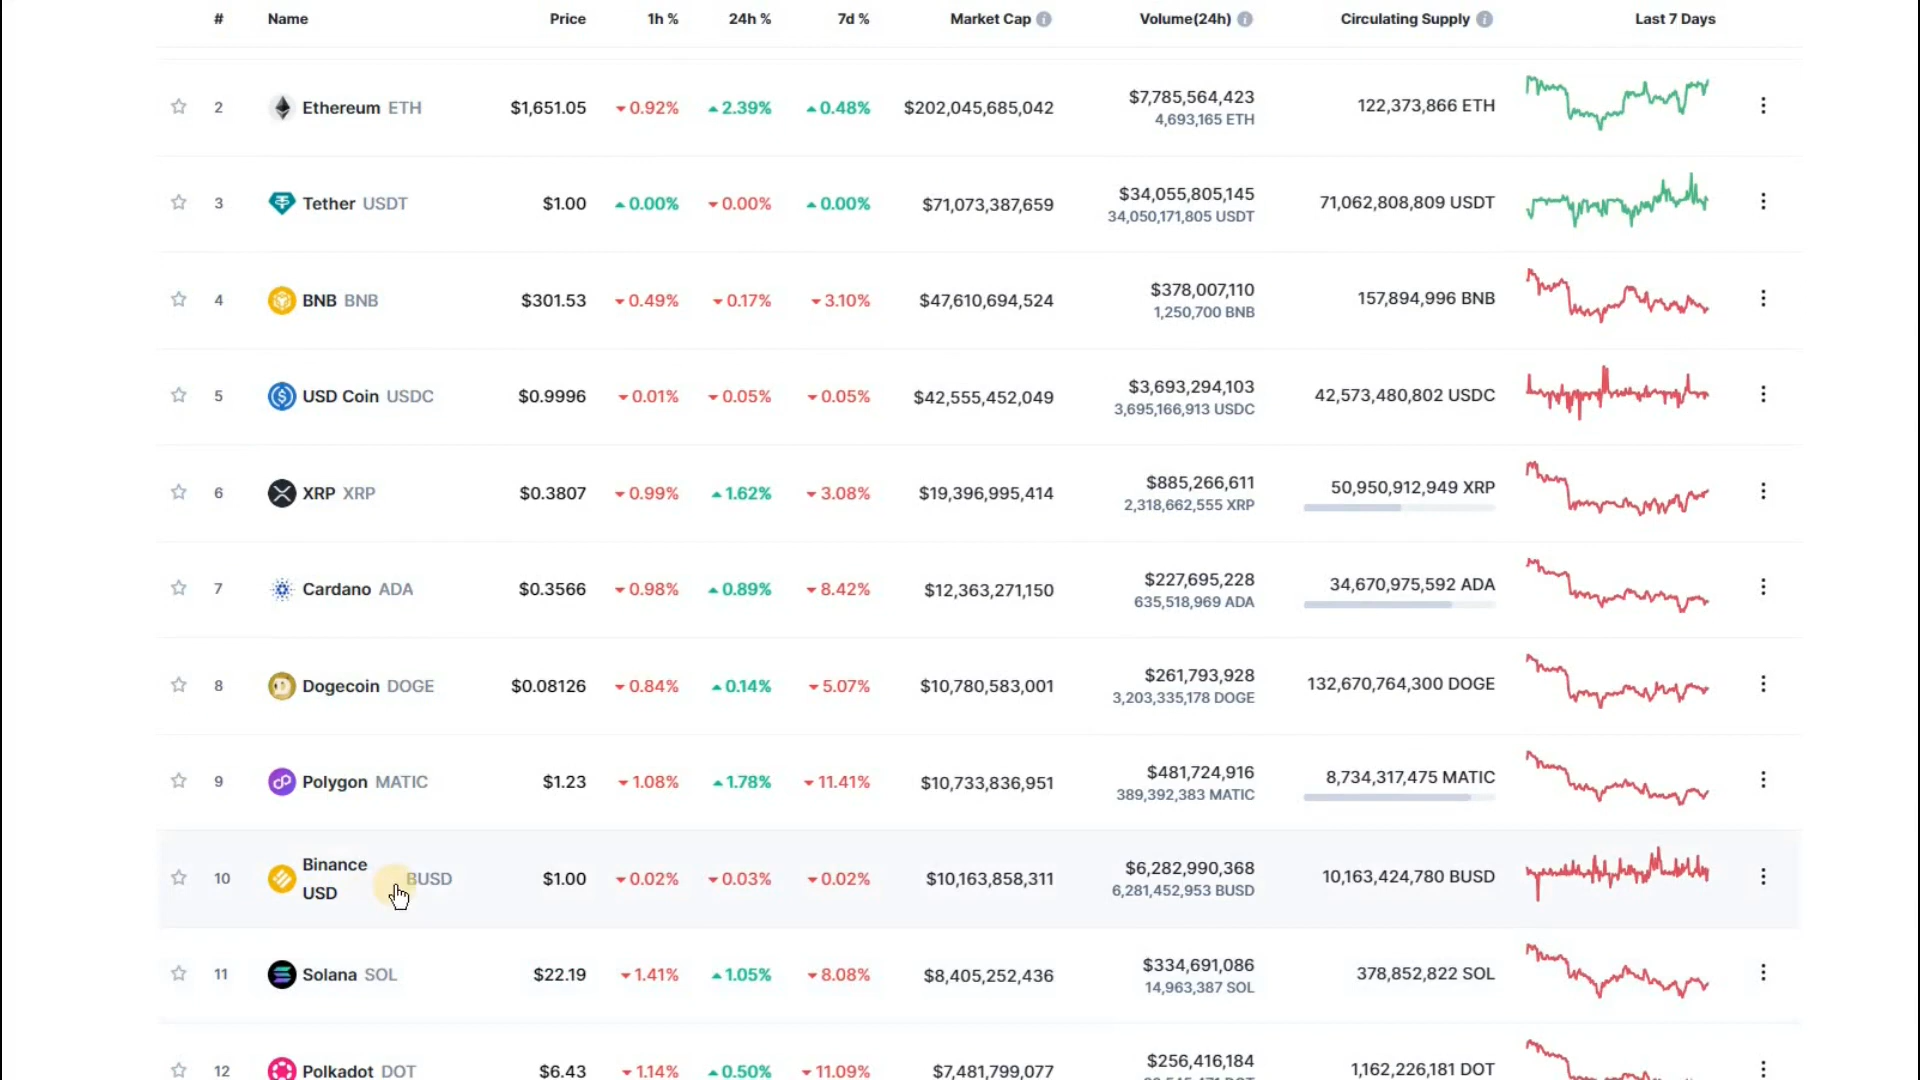 # Name Price 1h % 24h % 7d % Market Cap Volume(24h) Circulating Supply Last 7 Days
2 Ethereum ETH $1,651.05 0.92% 2.39% 0.48% $202,045,685,042 $7,785,564,423 122,373,866 ETH
4,693,165 ETH
3 Tether USDT $1.00 0.00% 0.00% 0.00% $71,073,387,659 $34,055,805,145 71,062,808,809 USDT
34,050,171,805 USDT
4 BNB BNB $301.53 0.49% 0.17% 3.10% $47,610,694,524 $378,007,110 157,894,996 BNB
1,250,700 BNB
5 USD Coin USDC $0.9996 0.01% 0.05% 0.05% $42,555,452,049 $3,693,294,103 42,573,480,802 USDC
3,695,166,913 USDC
6 XRP XRP $0.3807 0.99% 1.62% 3.08% $19,396,995,414 $885,266,611 50,950,912,949 XRP
2,318,662,555 XRP
7 Cardano ADA $0.3566 0.98% 0.89% 8.42% $12,363,271,150 $227,695,228 34,670,975,592 ADA
635,518,969 ADA
8 Dogecoin DOGE $0.08126 0.84% 0.14% 5.07% $10,780,583,001 $261,793,928 132,670,764,300 DOGE
3,203,335,178 DOGE
9 Polygon MATIC $1.23 1.08% 1.78% 11.41% $10,733,836,951 $481,724,916 8,734,317,475 MATIC
389,392,383 MATIC
10 Binance USD BUSD $1.00 0.02% 0.03% 0.02% $10,163,858,311 $6,282,990,368 10,163,424,780 BUSD
6,281,452,953 BUSD
11 Solana SOL $22.19 1.41% 1.05% 8.08% $8,405,252,436 $334,691,086 378,852,822 SOL
14,963,387 SOL
12 Polkadot DOT $6.43 1.14% 0.50% 11.09% $7,481,799,077 $256,416,184 1,162,226,181 DOT